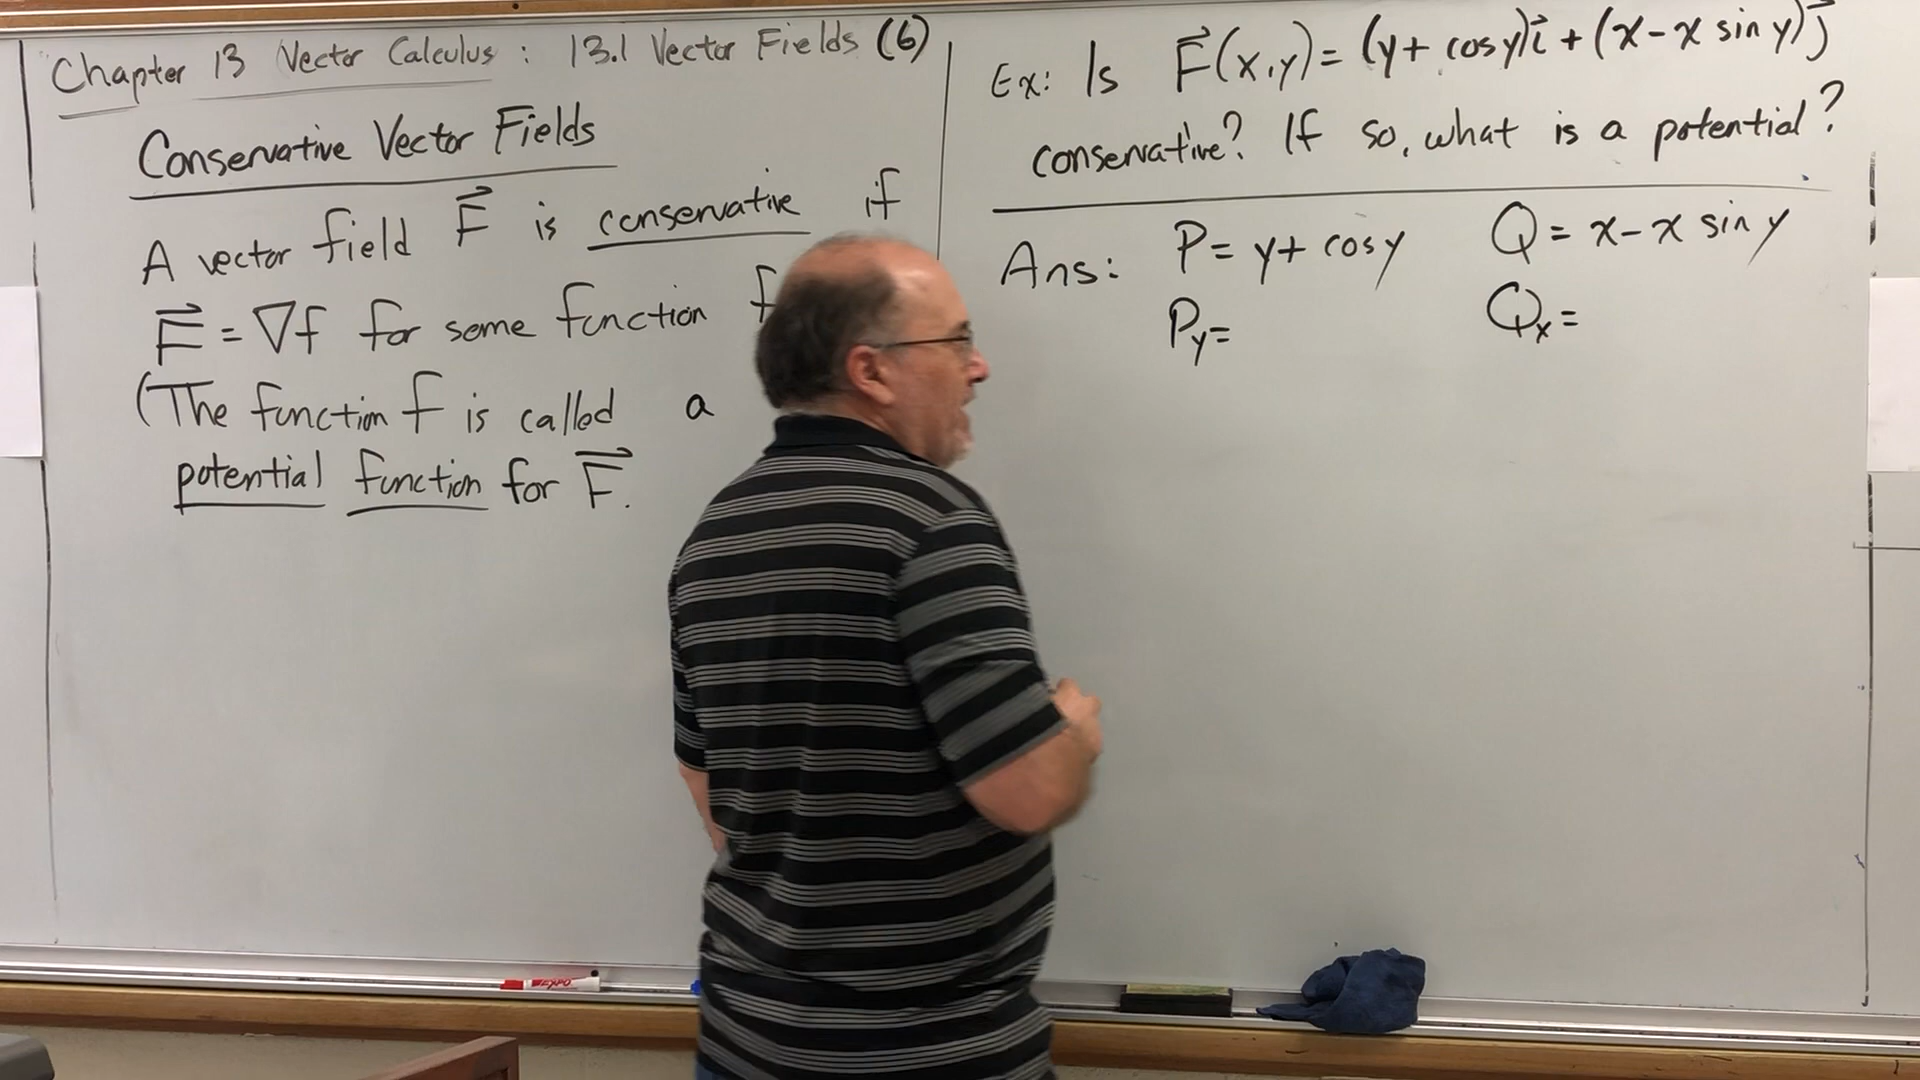 Chapter 13 Vector Calculus : 13.1 Vector Fields (6)
Conservative Vector Fields
A vector field F⃗ is conservative if
F⃗ = ∇f for some function f
(The function f is called a
potential function for F⃗.
Ex: Is F⃗(x,y) = (y + cos y)i⃗ + (x - x sin y)j⃗
conservative? If so, what is a potential?
Ans: P = y + cos y Q = x - x sin y
P_y = Q_x =
EXPO